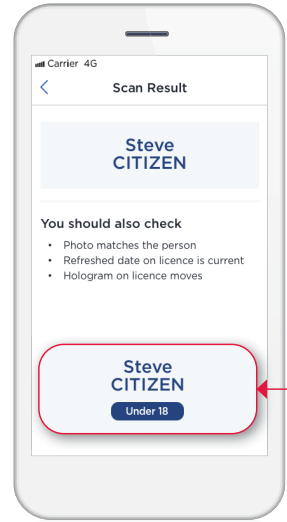 Carrier 4G
Scan Result
Steve
CITIZEN
You should also check
• Photo matches the person
• Refreshed date on licence is current
• Hologram on licence moves
Steve
CITIZEN
Under 18